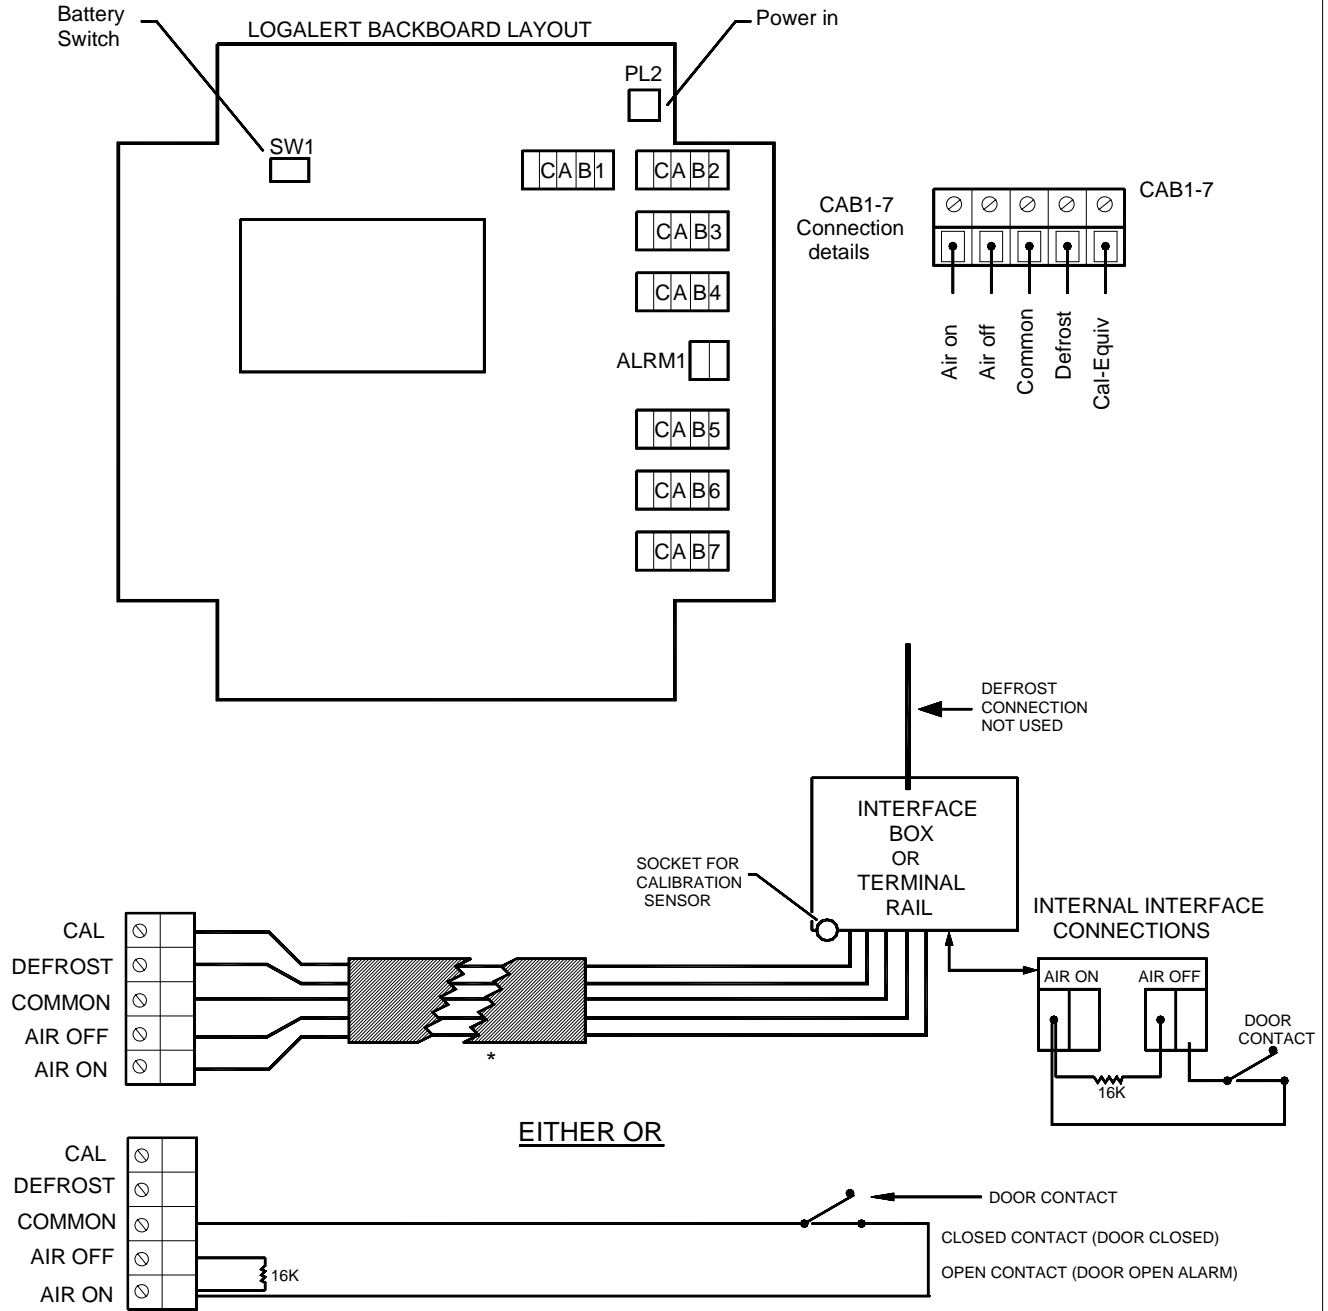 Battery
Switch
LOGALERT BACKBOARD LAYOUT
Power in
PL2
SW1
CAB1
CAB2
CAB3
CAB4
ALRM1
CAB5
CAB6
CAB7
CAB1-7
Connection
details
CAB1-7
Air on
Air off
Common
Defrost
Cal-Equiv
DEFROST
CONNECTION
NOT USED
INTERFACE
BOX
OR
TERMINAL
RAIL
SOCKET FOR
CALIBRATION
SENSOR
INTERNAL INTERFACE
CONNECTIONS
AIR ON
AIR OFF
DOOR
CONTACT
16K
CAL
DEFROST
COMMON
AIR OFF
AIR ON
*
EITHER OR
CAL
DEFROST
COMMON
AIR OFF
AIR ON
16K
DOOR CONTACT
CLOSED CONTACT (DOOR CLOSED)
OPEN CONTACT (DOOR OPEN ALARM)